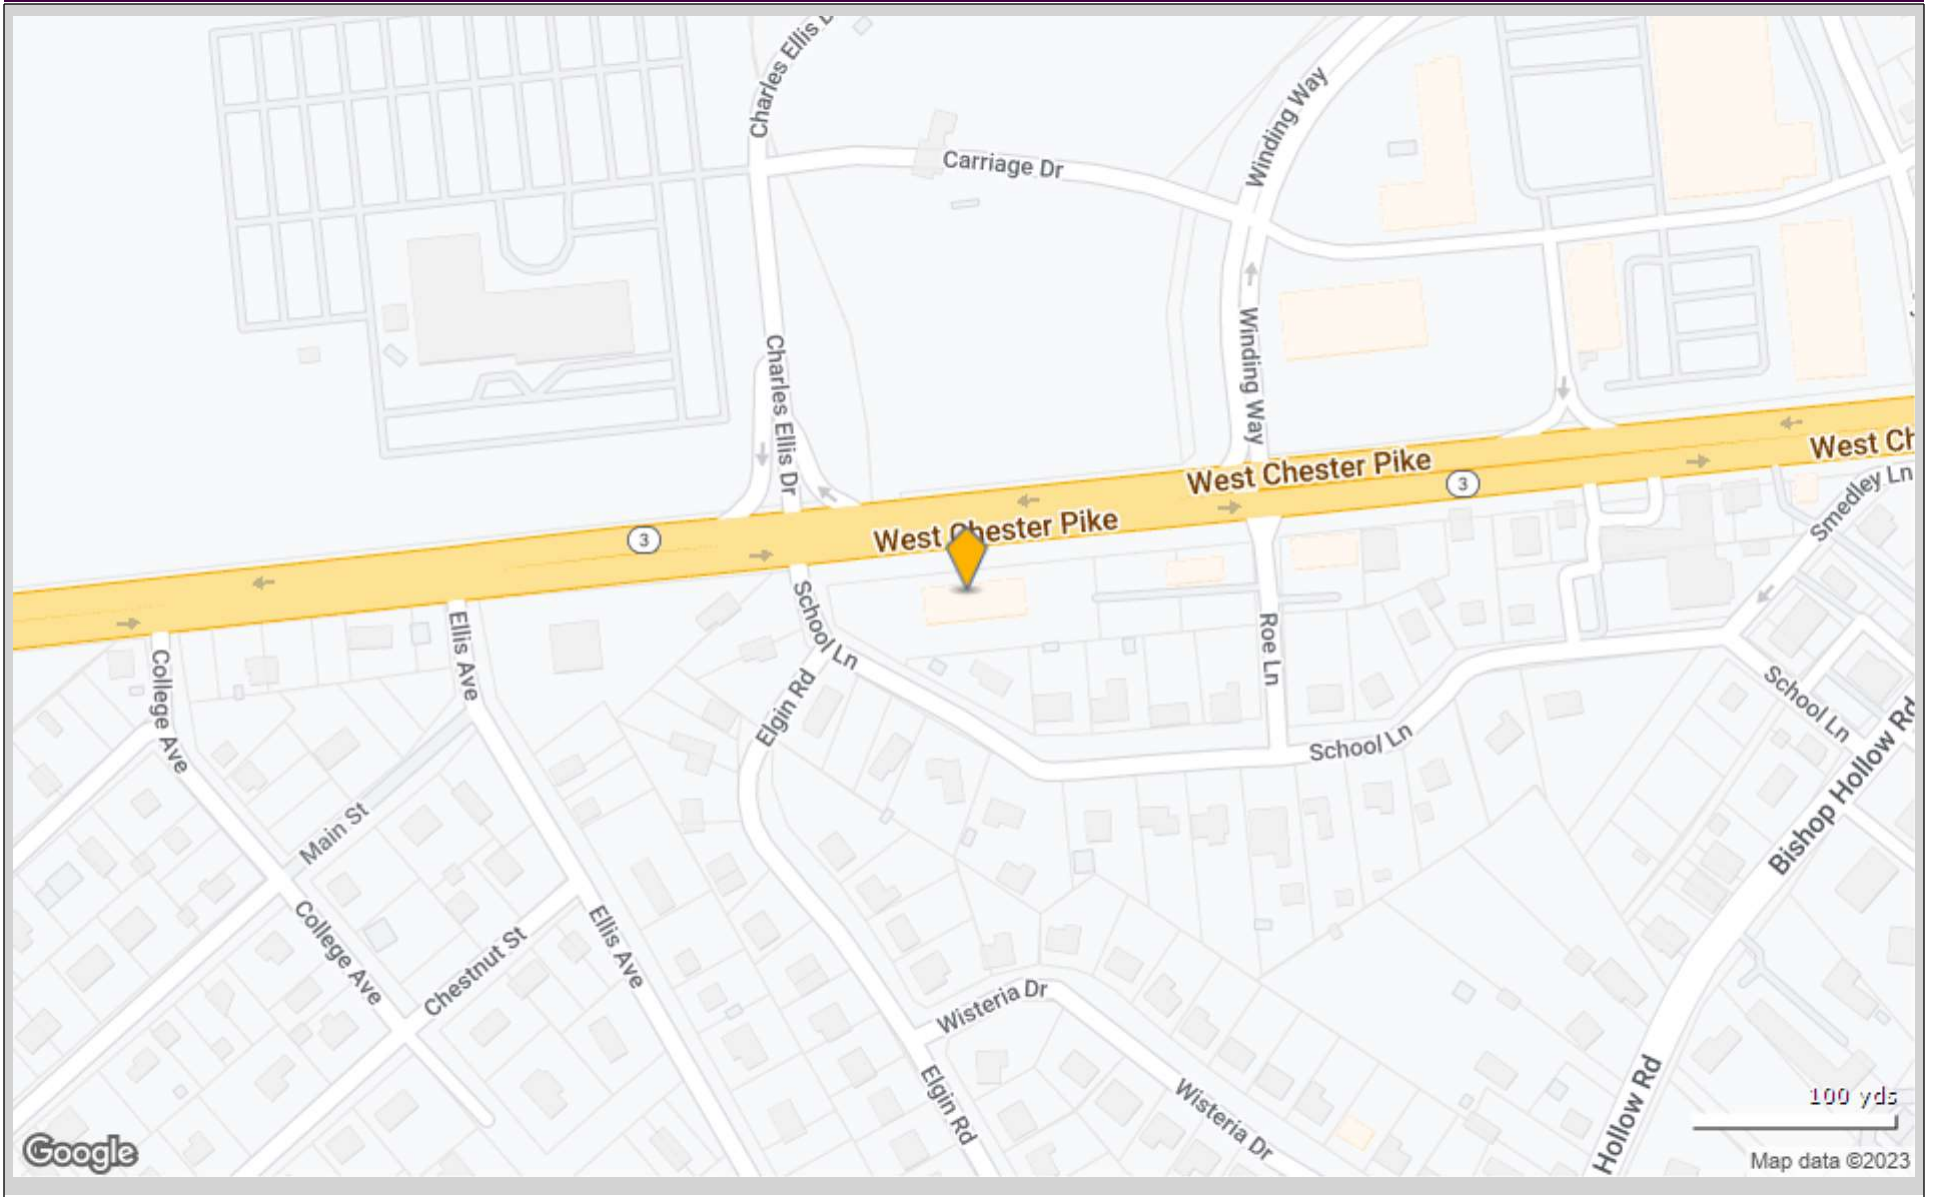 Charles Ellis D
Winding Way
Carriage Dr
Charles Ellis Dr
Winding Way
West Ch
West Chester Pike
3
Smedley Ln
West Chester Pike
3
School Ln
Ellis Ave
Roe Ln
College Ave
Elgin Rd
School Ln
School Ln
Main St
Bishop Hollow Rd
College Ave
Ellis Ave
Chestnut St
Wisteria Dr
Elgin Rd
Wisteria Dr
Hollow Rd
100 yds
Google
Map data ©2023